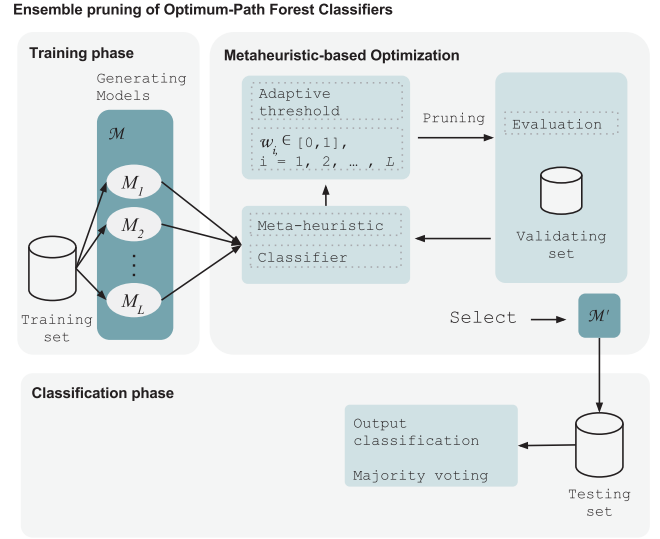 Ensemble pruning of Optimum-Path Forest Classifiers
Training phase
Generating
Models
ℳ
M1
M2
⋮
ML
Training
set
Metaheuristic-based Optimization
Adaptive
threshold
wi, ∈ [0,1],
i = 1, 2, … , L
Pruning
Evaluation
Validating
set
Meta-heuristic
Classifier
Select
ℳ'
Classification phase
Output
classification
Majority voting
Testing
set